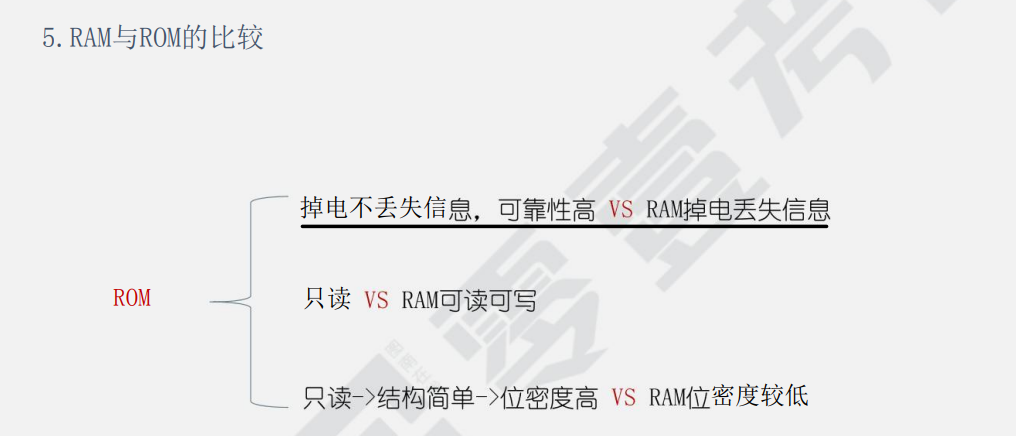 5.RAM与ROM的比较
掉电不丢失信息，可靠性高 VS RAM掉电丢失信息
ROM
只读 VS RAM可读可写
只读->结构简单->位密度高 VS RAM位密度较低
零壹考